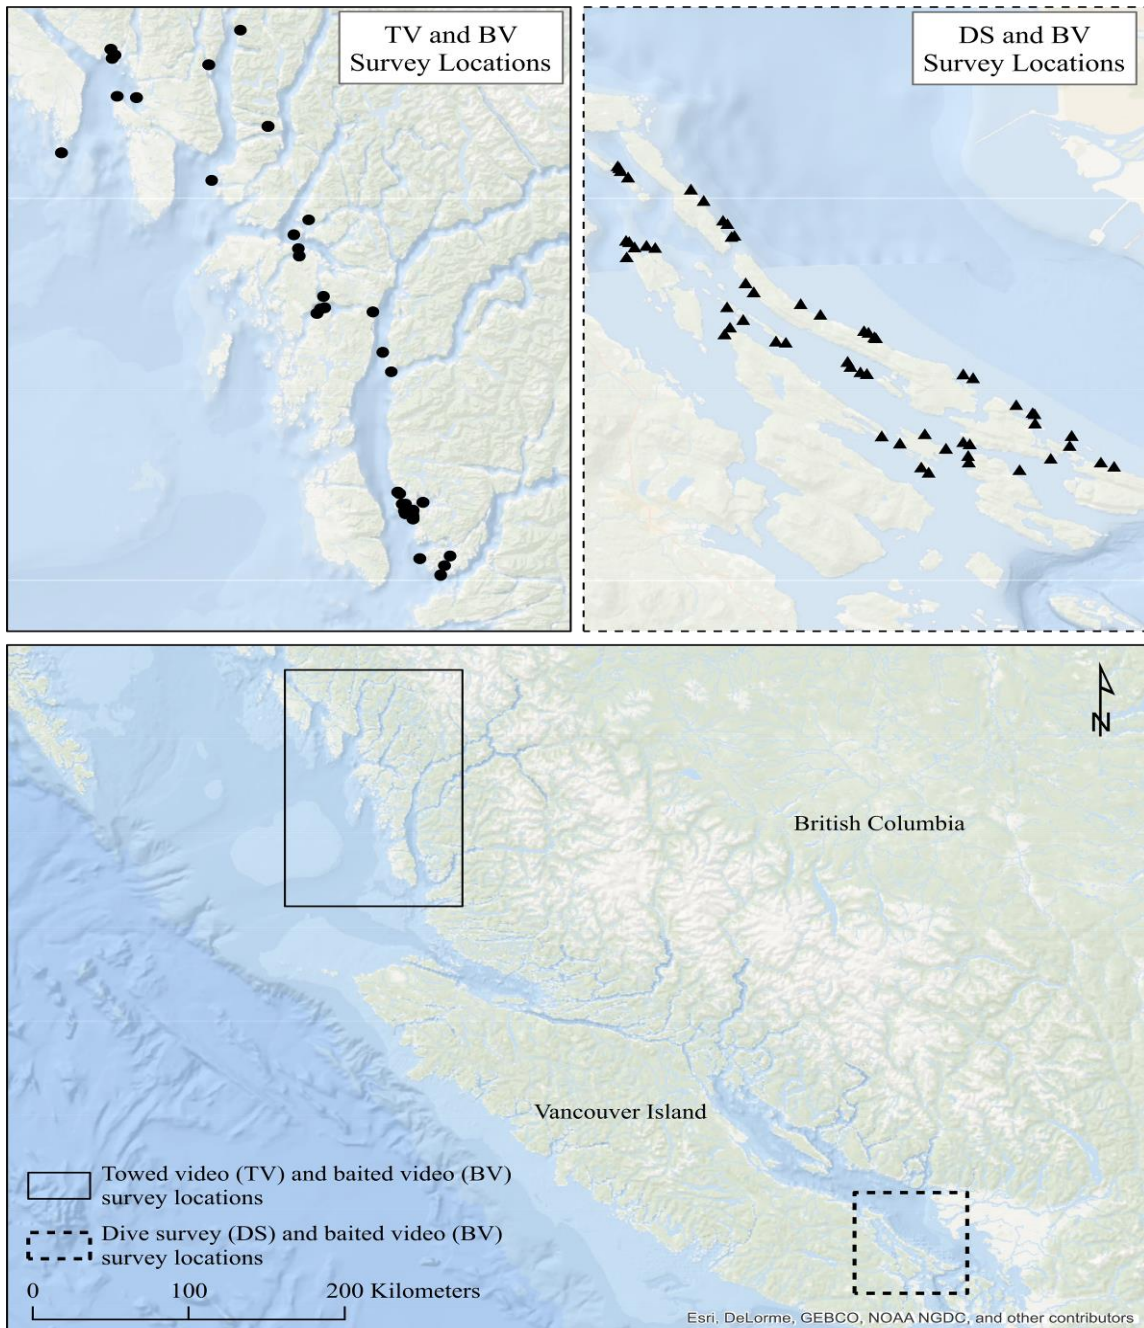 TV and BV
Survey Locations
DS and BV
Survey Locations
N
British Columbia
Vancouver Island
Towed video (TV) and baited video (BV)
survey locations
Dive survey (DS) and baited video (BV)
survey locations
0 100 200 Kilometers
Esri, DeLorme, GEBCO, NOAA NGDC, and other contributors